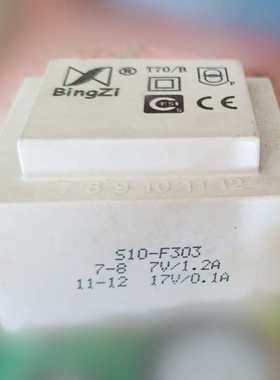 ® T70/B
BingZi
P
CE
7 8 9 10 11 12
S10-F303
7-8 7V/1.2A
11-12 17V/0.1A